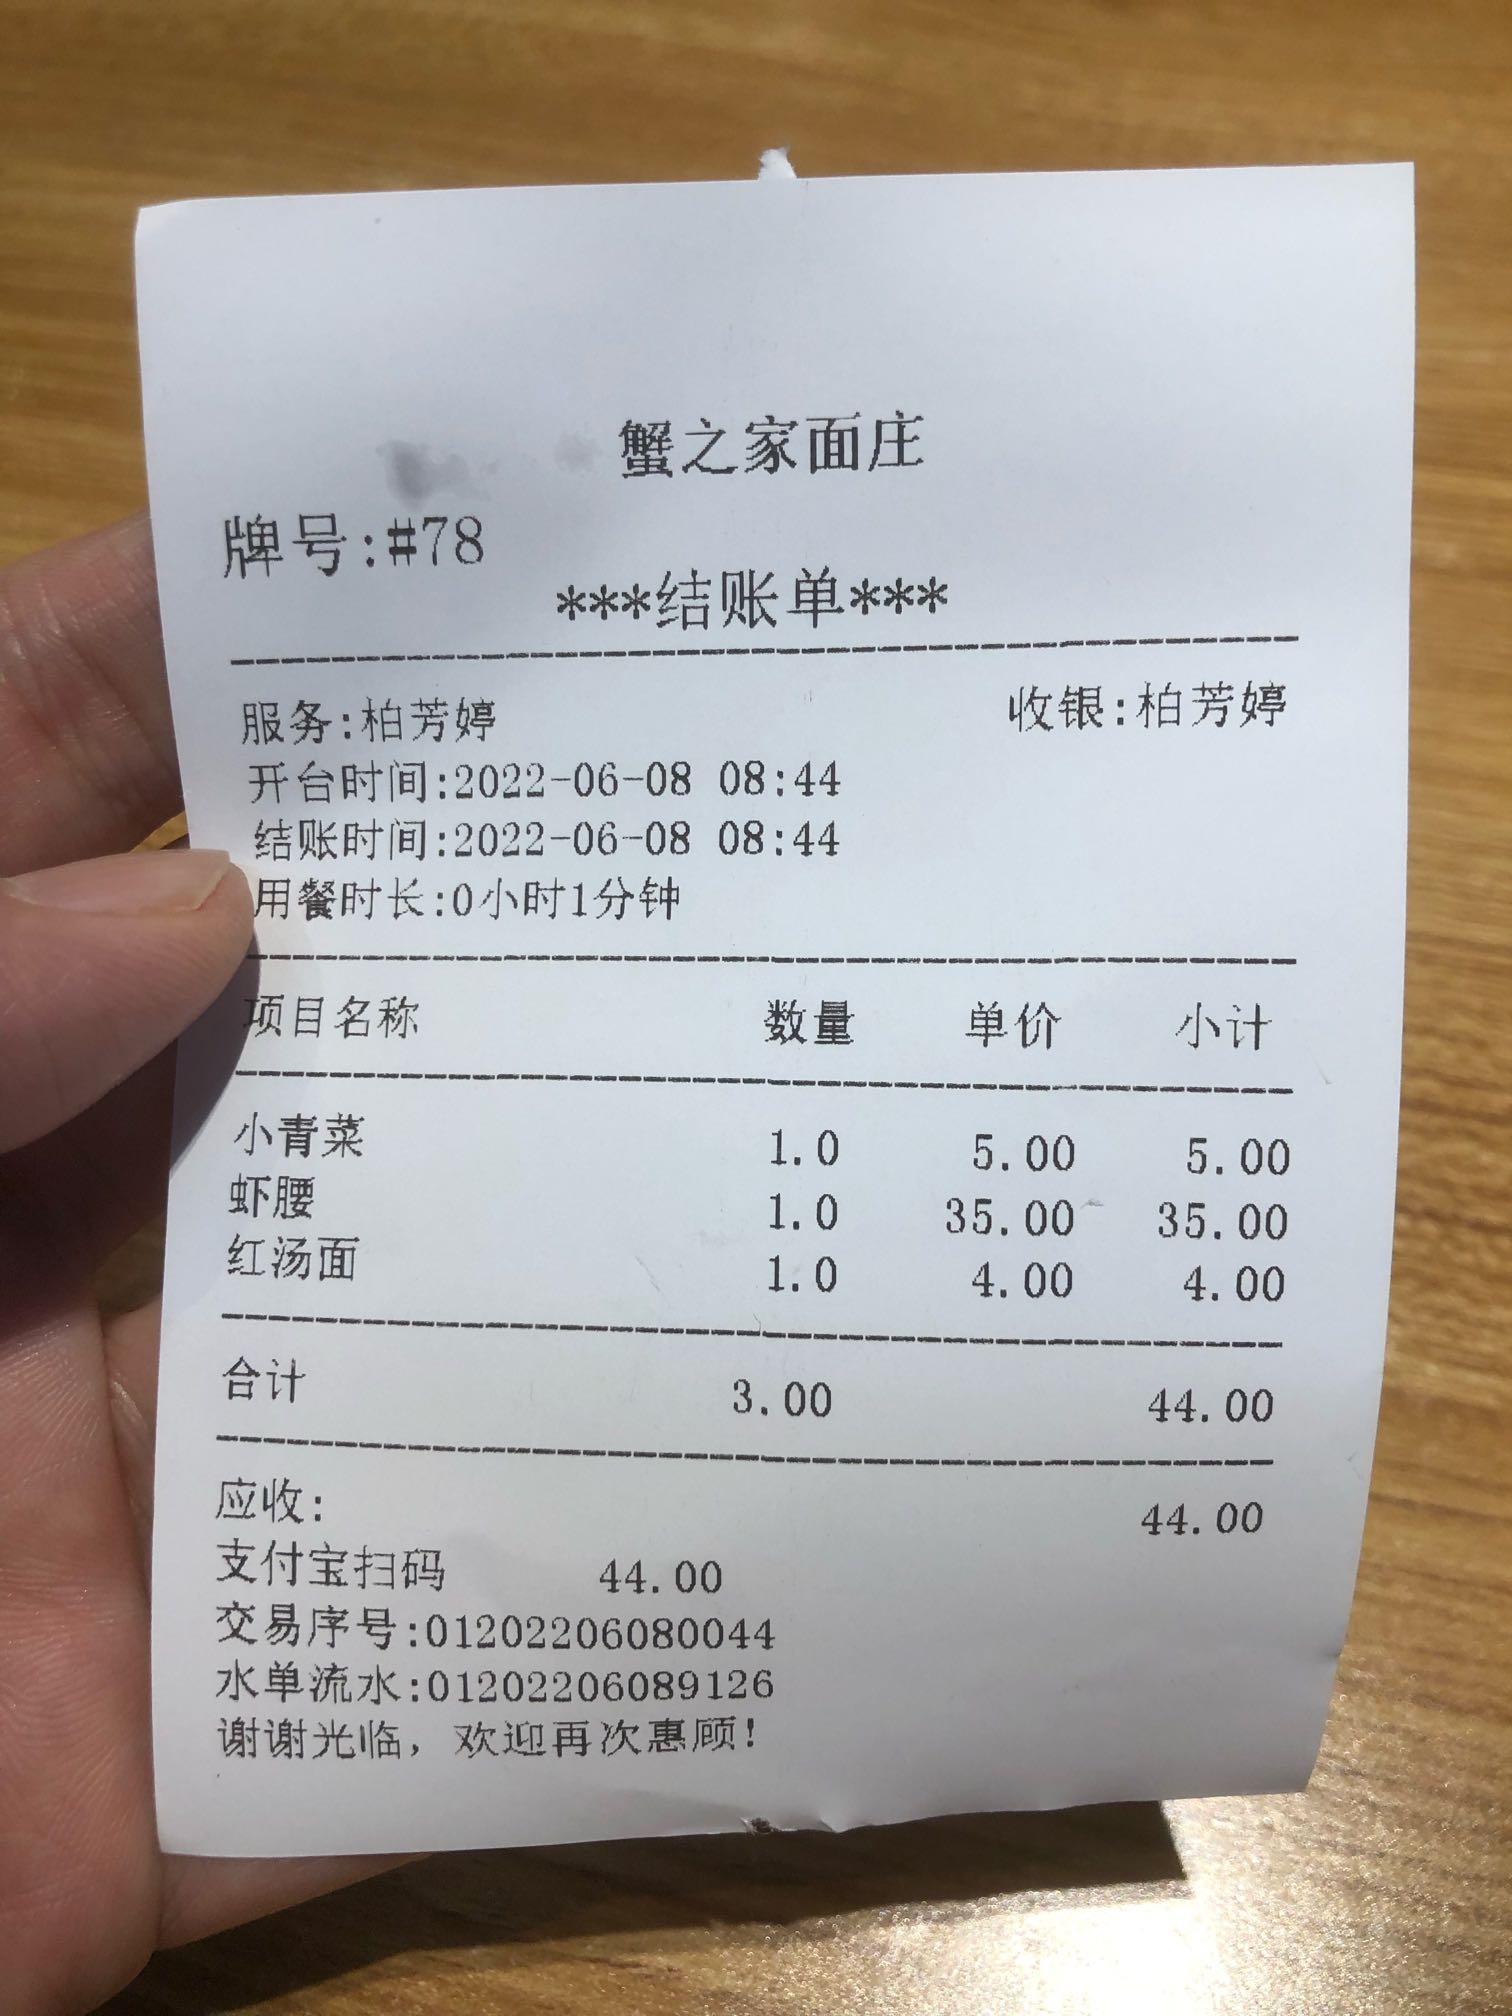 蟹之家面庄
牌号:#78
***结账单***
服务:柏芳婷 收银:柏芳婷
开台时间:2022-06-08 08:44
结账时间:2022-06-08 08:44
用餐时长:0小时1分钟
项目名称 数量 单价 小计
小青菜 1.0 5.00 5.00
虾腰 1.0 35.00 35.00
红汤面 1.0 4.00 4.00
合计 3.00 44.00
应收: 44.00
支付宝扫码 44.00
交易序号:01202206080044
水单流水:01202206089126
谢谢光临，欢迎再次惠顾!